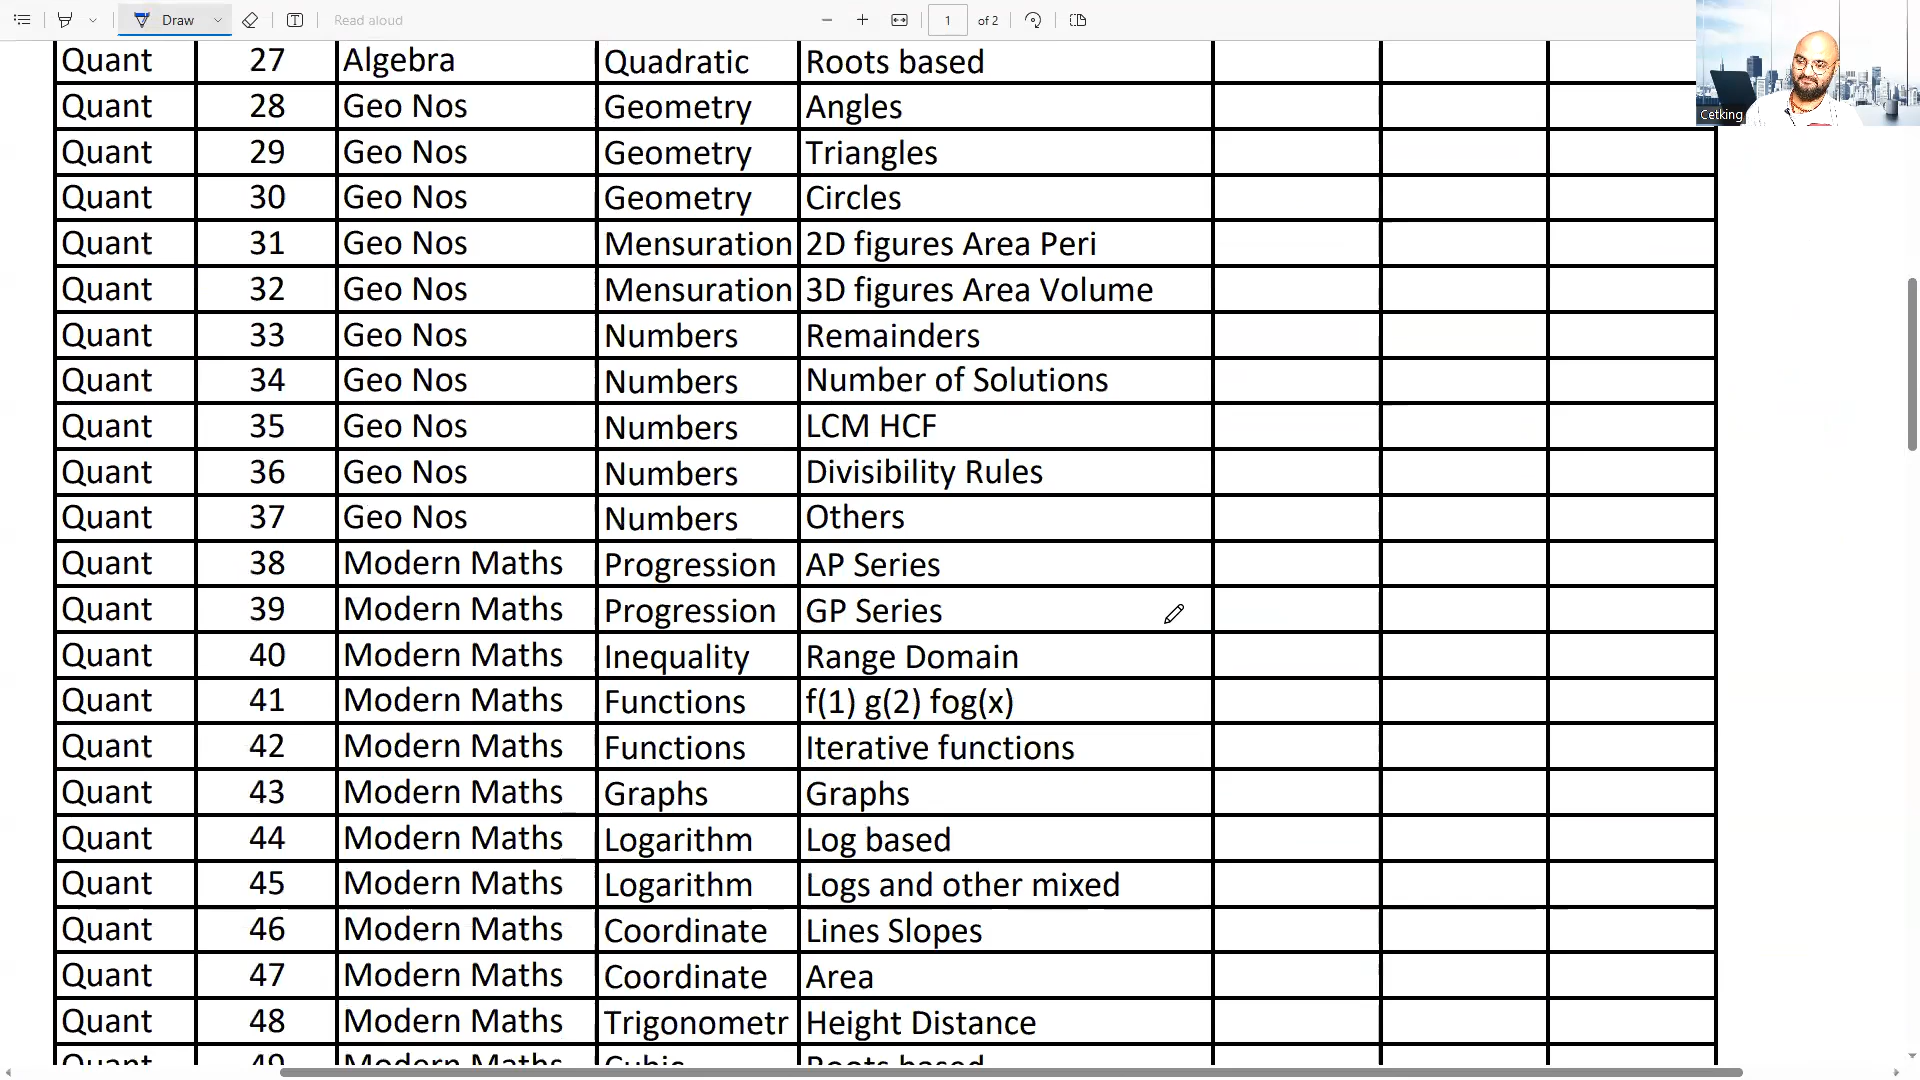 Draw Read aloud 1 of 2
Cetking
Quant 27 Algebra Quadratic Roots based
Quant 28 Geo Nos Geometry Angles
Quant 29 Geo Nos Geometry Triangles
Quant 30 Geo Nos Geometry Circles
Quant 31 Geo Nos Mensuration 2D figures Area Peri
Quant 32 Geo Nos Mensuration 3D figures Area Volume
Quant 33 Geo Nos Numbers Remainders
Quant 34 Geo Nos Numbers Number of Solutions
Quant 35 Geo Nos Numbers LCM HCF
Quant 36 Geo Nos Numbers Divisibility Rules
Quant 37 Geo Nos Numbers Others
Quant 38 Modern Maths Progression AP Series
Quant 39 Modern Maths Progression GP Series
Quant 40 Modern Maths Inequality Range Domain
Quant 41 Modern Maths Functions f(1) g(2) fog(x)
Quant 42 Modern Maths Functions Iterative functions
Quant 43 Modern Maths Graphs Graphs
Quant 44 Modern Maths Logarithm Log based
Quant 45 Modern Maths Logarithm Logs and other mixed
Quant 46 Modern Maths Coordinate Lines Slopes
Quant 47 Modern Maths Coordinate Area
Quant 48 Modern Maths Trigonometr Height Distance
Quant 49 Modern Maths Cubic Roots based